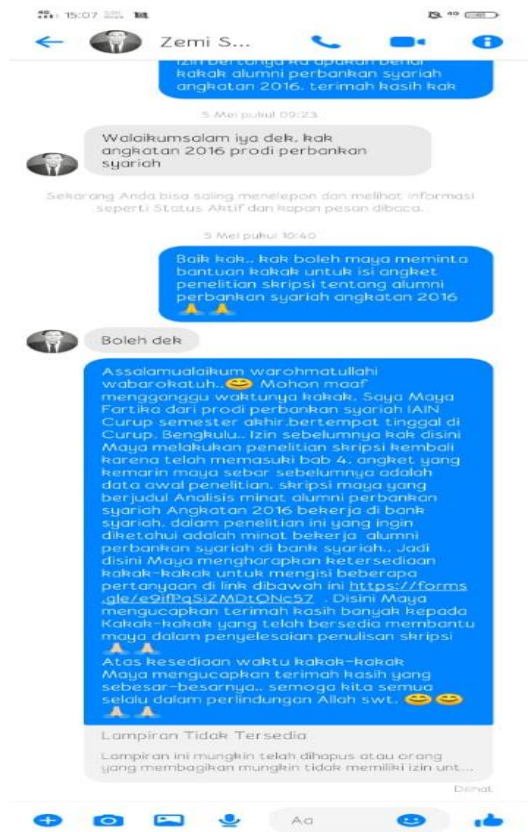 15:07
4G
Zemi S...
izin bertanya ka apakah benar
kakak alumni perbankan syariah
angkatan 2016. terimah kasih kak
5 Mei pukul 09:23
Walaikumsalam iya dek, kak
angkatan 2016 prodi perbankan
syariah
Sekarang Anda bisa saling menelepon dan melihat informasi
seperti Status Aktif dan kapan pesan dibaca.
5 Mei pukul 10:40
Baik kak.. kak boleh maya meminta
bantuan kakak untuk isi angket
penelitian skripsi tentang alumni
perbankan syariah angkatan 2016
🙏🙏
Boleh dek
Assalamualaikum warohmatullahi
wabarokatuh..😊 Mohon maaf
mengganggu waktunya kakak, Saya Maya
Fartika dari prodi perbankan syariah IAIN
Curup semester akhir.bertempat tinggal di
Curup, Bengkulu.. Izin sebelumnya kak disini
Maya melakukan penelitian skripsi kembali
karena telah memasuki bab 4. angket yang
kemarin maya sebar sebelumnya adalah
data awal penelitian. skripsi maya yang
berjudul Analisis minat alumni perbankan
syariah Angkatan 2016 bekerja di bank
syariah. dalam penelitian ini yang ingin
diketahui adalah minat bekerja alumni
perbankan syariah di bank syariah.. Jadi
disini Maya mengharapkan ketersediaan
kakak-kakak untuk mengisi beberapa
pertanyaan di link dibawah ini https://forms
.gle/e9ifPqSiZMDtQNc57 . Disini Maya
mengucapkan terimah kasih banyak kepada
Kakak-kakak yang telah bersedia membantu
maya dalam penyelesaian penulisan skripsi
🙏🙏
Atas kesediaan waktu kakak-kakak
Maya mengucapkan terimah kasih yang
sebesar-besarnya.. semoga kita semua
selalu dalam perlindungan Allah swt. 😊😊
🙏🙏
Lampiran Tidak Tersedia
Lampiran ini mungkin telah dihapus atau orang
yang membagikan mungkin tidak memiliki izin unt...
Dilihat
Aa